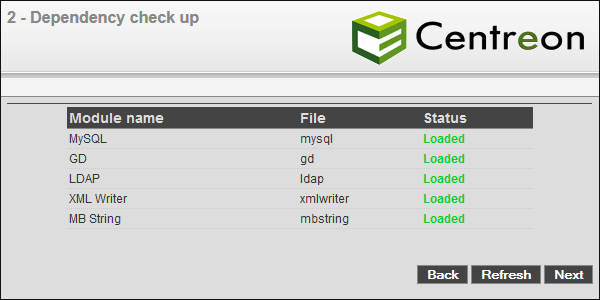 2 - Dependency check up
Centreon
Module name File Status
MySQL mysql Loaded
GD gd Loaded
LDAP ldap Loaded
XML Writer xmlwriter Loaded
MB String mbstring Loaded
Back Refresh Next